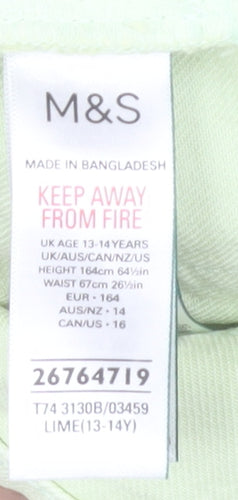 M&S
MADE IN BANGLADESH
KEEP AWAY
FROM FIRE
UK AGE 13-14YEARS
UK/AUS/CAN/NZ/US
HEIGHT 164cm 64½in
WAIST 67cm 26½in
EUR • 164
AUS/NZ • 14
CAN/US • 16
26764719
T74 3130B/03459
LIME(13-14Y)